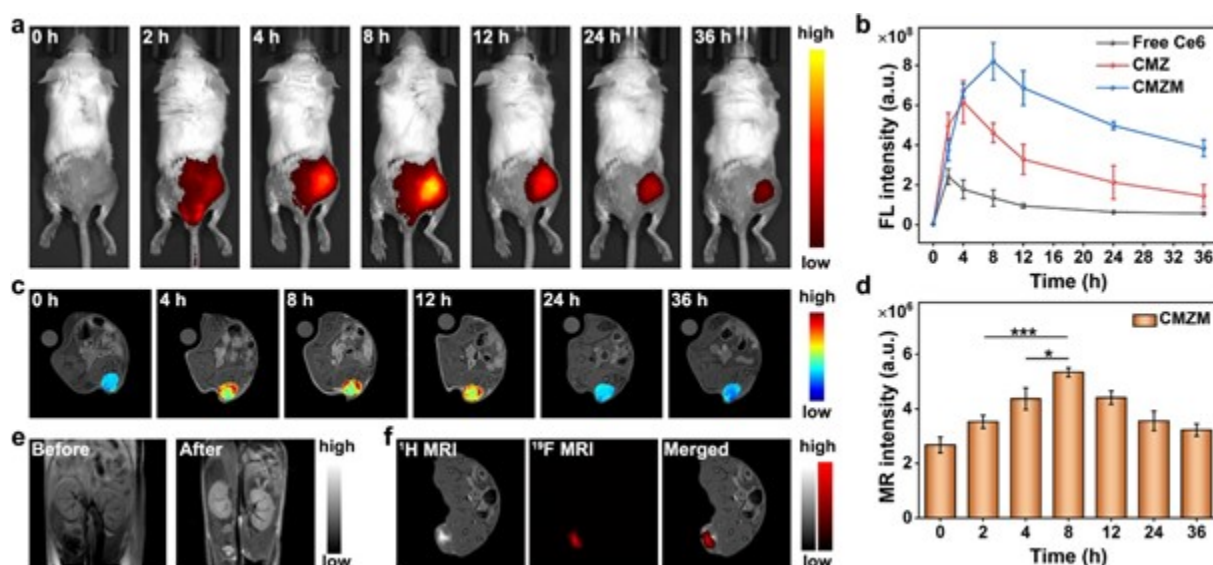 a
0 h 2 h 4 h 8 h 12 h 24 h 36 h
high
low
b
×10⁸
8
6
4
2
0
FL intensity (a.u.)
Free Ce6
CMZ
CMZM
0 4 8 12 16 20 24 28 32 36
Time (h)
c
0 h 4 h 8 h 12 h 24 h 36 h
high
low
d
×10⁶
6
4
2
0
MR intensity (a.u.)
CMZM
***
*
0 2 4 8 12 24 36
Time (h)
e
Before After
high
low
f
¹H MRI ¹⁹F MRI Merged
high
low